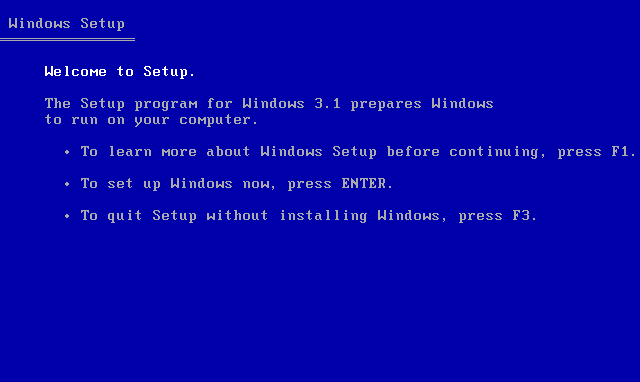 Windows Setup
Welcome to Setup.
The Setup program for Windows 3.1 prepares Windows
to run on your computer.
• To learn more about Windows Setup before continuing, press F1.
• To set up Windows now, press ENTER.
• To quit Setup without installing Windows, press F3.